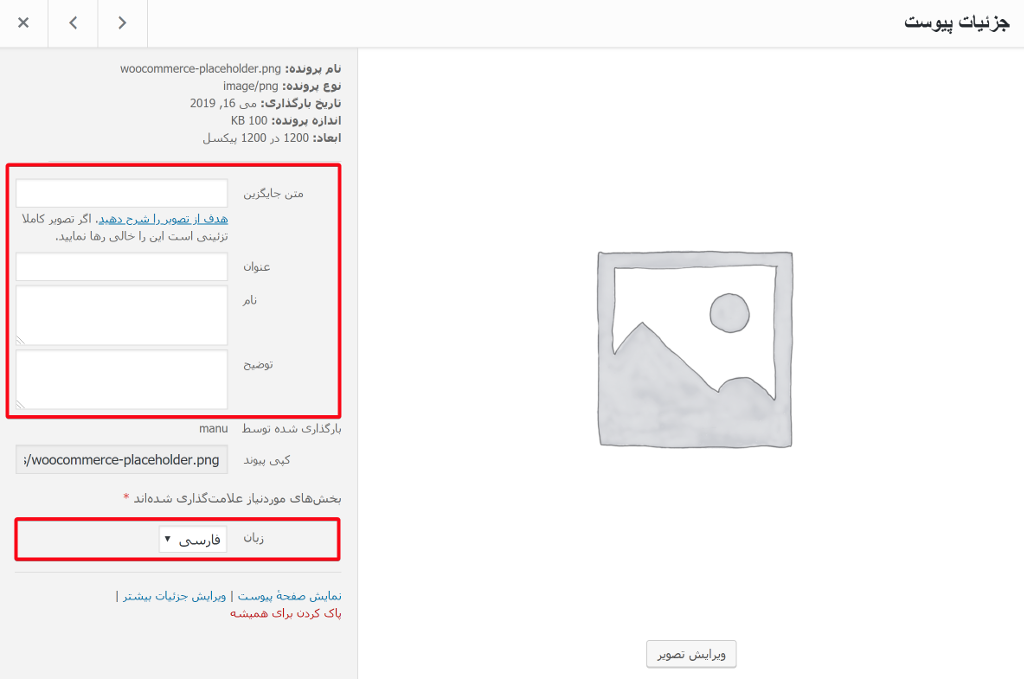 جزئیات پیوست
نام پرونده: woocommerce-placeholder.png
نوع پرونده: image/png
تاریخ بارگذاری: می 16, 2019
اندازه پرونده: 100 KB
ابعاد: 1200 در 1200 پیکسل
متن جایگزین
هدف از تصویر را شرح دهید. اگر تصویر کاملا
تزئینی است این را خالی رها نمایید.
عنوان
نام
توضیح
بارگذاری شده توسط manu
کپی پیوند s/woocommerce-placeholder.png
بخش‌های موردنیاز علامت‌گذاری شده‌اند *
زبان فارسی
نمایش صفحهٔ پیوست | ویرایش جزئیات بیشتر |
پاک کردن برای همیشه
ویرایش تصویر